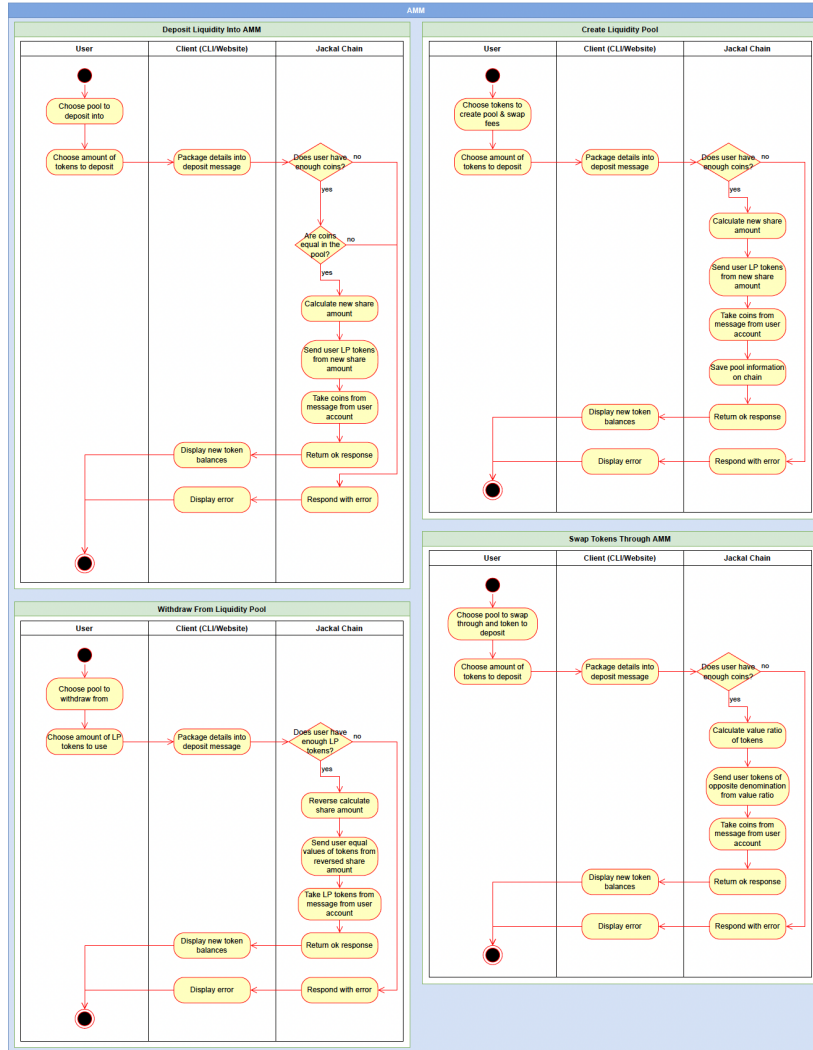 AMM
Deposit Liquidity Into AMM
User
Client (CLI/Website)
Jackal Chain
Choose pool to
deposit into
Choose amount of
tokens to deposit
Package details into
deposit message
Does user have
enough coins?
no
yes
Are coins
equal in the
pool?
no
yes
Calculate new share
amount
Send user LP tokens
from new share
amount
Take coins from
message from user
account
Display new token
balances
Return ok response
Display error
Respond with error
Create Liquidity Pool
User
Client (CLI/Website)
Jackal Chain
Choose tokens to
create pool & swap
fees
Choose amount of
tokens to deposit
Package details into
deposit message
Does user have
enough coins?
no
yes
Calculate new share
amount
Send user LP tokens
from new share
amount
Take coins from
message from user
account
Save pool information
on chain
Display new token
balances
Return ok response
Display error
Respond with error
Withdraw From Liquidity Pool
User
Client (CLI/Website)
Jackal Chain
Choose pool to
withdraw from
Choose amount of LP
tokens to use
Package details into
deposit message
Does user have
enough LP
tokens?
no
yes
Reverse calculate
share amount
Send user equal
values of tokens from
reversed share
amount
Take LP tokens from
message from user
account
Display new token
balances
Return ok response
Display error
Respond with error
Swap Tokens Through AMM
User
Client (CLI/Website)
Jackal Chain
Choose pool to swap
through and token to
deposit
Choose amount of
tokens to deposit
Package details into
deposit message
Does user have
enough coins?
no
yes
Calculate value ratio
of tokens
Send user tokens of
opposite denomination
from value ratio
Take coins from
message from user
account
Display new token
balances
Return ok response
Display error
Respond with error